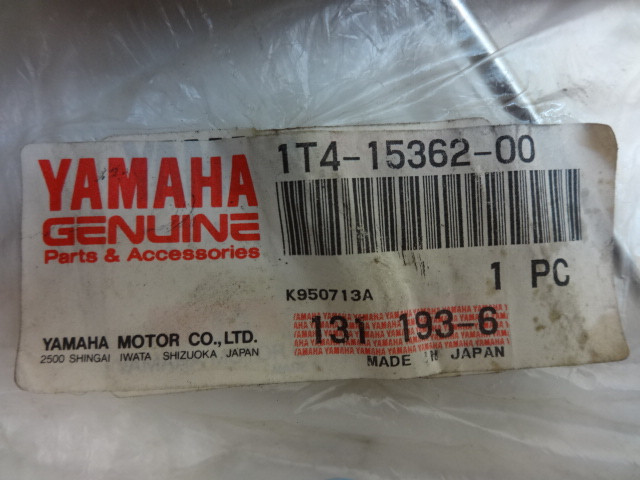 YAMAHA
GENUINE
Parts & Accessories
YAMAHA MOTOR CO., LTD.
2500 SHINGAI IWATA SHIZUOKA JAPAN
1T4-15362-00
1 PC
K950713A
131 193-6
MADE IN JAPAN